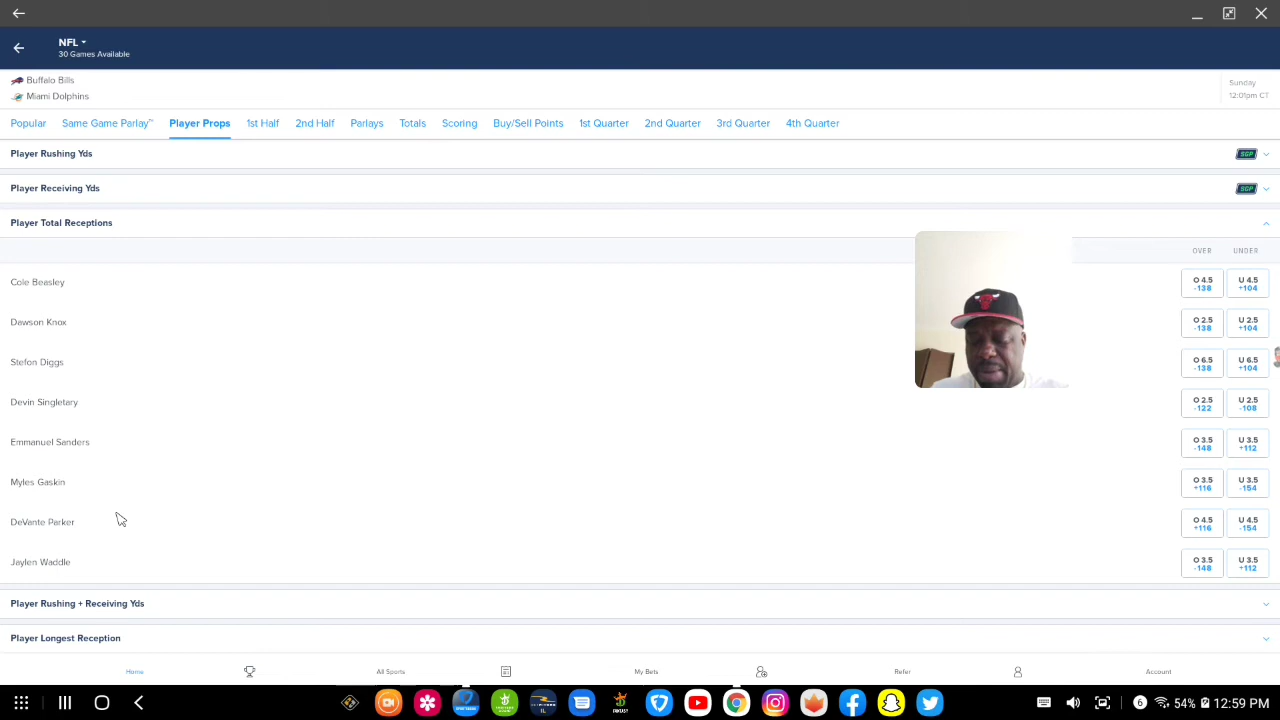 NFL
30 Games Available
Buffalo Bills
Miami Dolphins
Sunday
12:01pm CT
Popular Same Game Parlay™ Player Props 1st Half 2nd Half Parlays Totals Scoring Buy/Sell Points 1st Quarter 2nd Quarter 3rd Quarter 4th Quarter
Player Rushing Yds SGP
Player Receiving Yds SGP
Player Total Receptions
OVER UNDER
Cole Beasley O 4.5 -138 U 4.5 +104
Dawson Knox O 2.5 -138 U 2.5 +104
Stefon Diggs O 6.5 -138 U 6.5 +104
Devin Singletary O 2.5 -122 U 2.5 -108
Emmanuel Sanders O 3.5 -148 U 3.5 +112
Myles Gaskin O 3.5 +116 U 3.5 -154
DeVante Parker O 4.5 +116 U 4.5 -154
Jaylen Waddle O 3.5 -148 U 3.5 +112
Player Rushing + Receiving Yds
Player Longest Reception
Home All Sports My Bets Refer Account
6 54% 12:59 PM